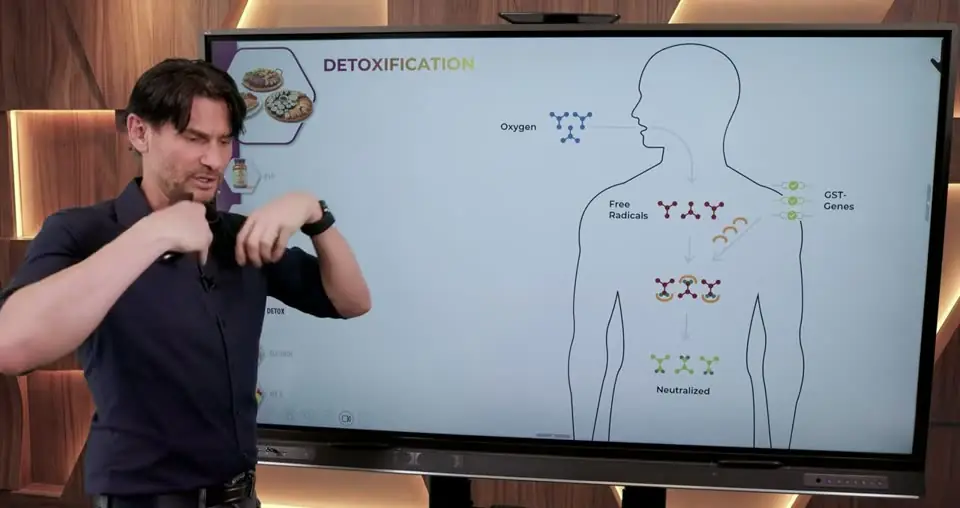 DETOXIFICATION
Oxygen
Free
Radicals
GST-
Genes
DETOX
Neutralized